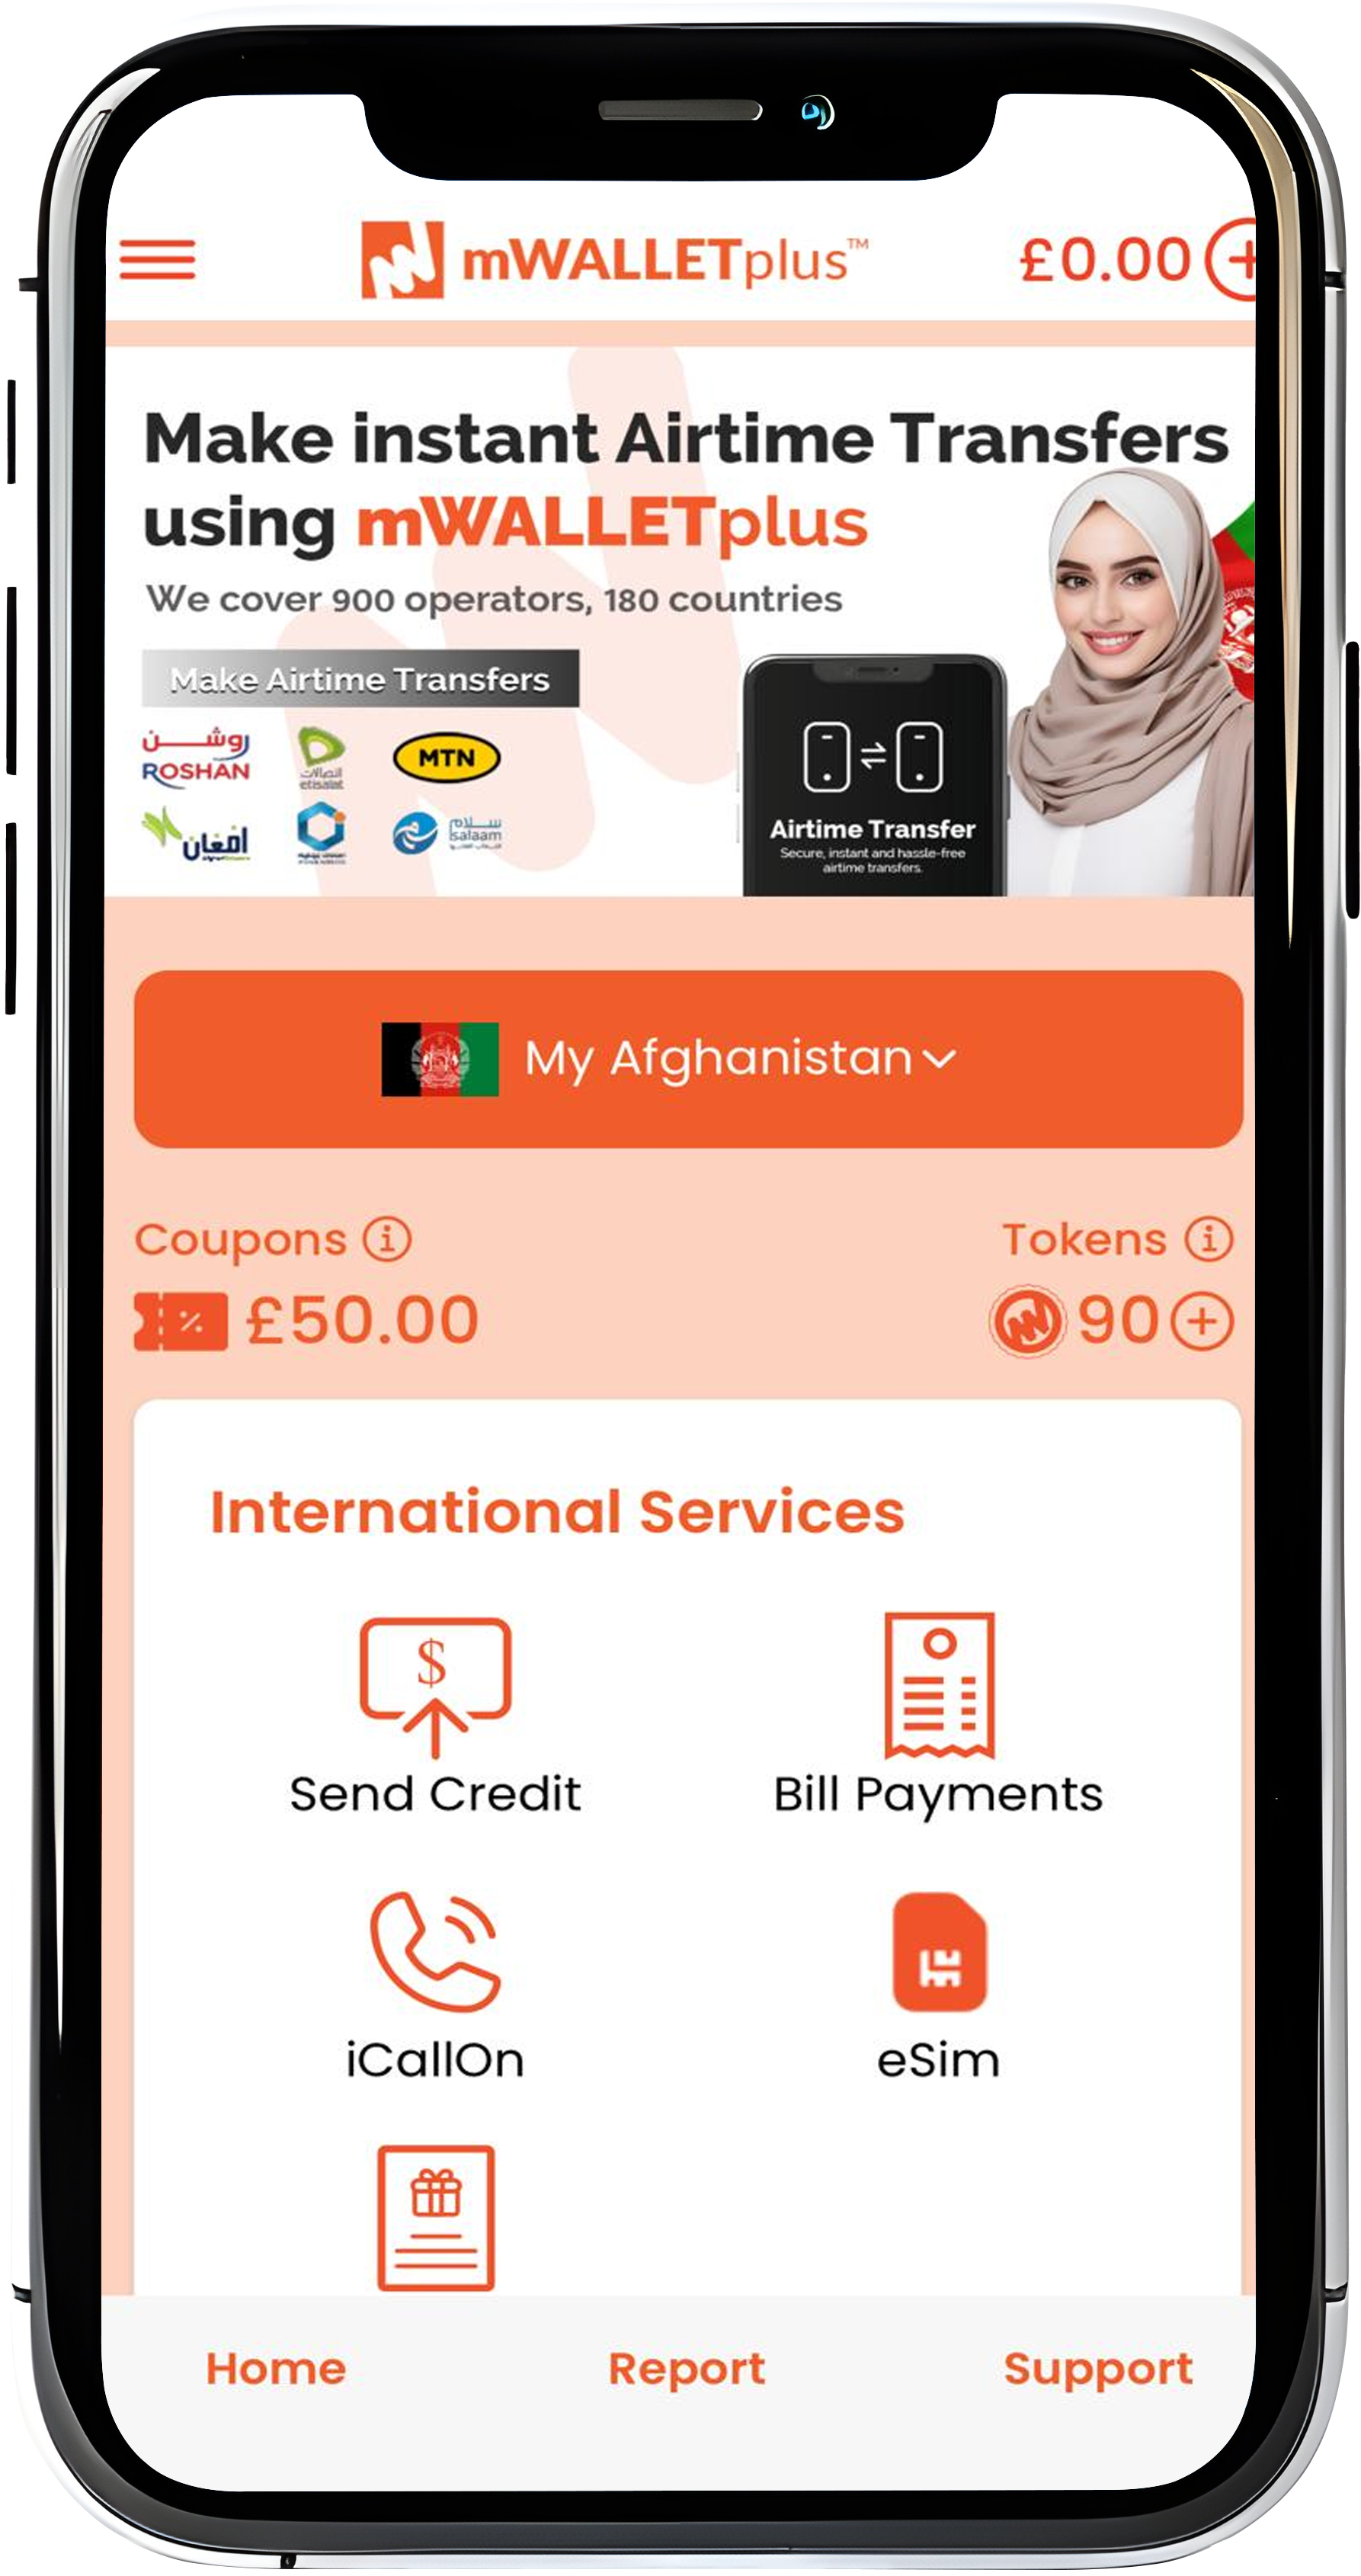 mWALLETplus™
£0.00
Make instant Airtime Transfers
using mWALLETplus
We cover 900 operators, 180 countries
Make Airtime Transfers
روشن
ROSHAN
اتصالات
etisalat
MTN
افغان
سلام
salaam
Airtime Transfer
Secure, instant and hassle-free
airtime transfers.
My Afghanistan
Coupons
Tokens
£50.00
90
International Services
Send Credit
Bill Payments
iCallOn
eSim
Home
Report
Support